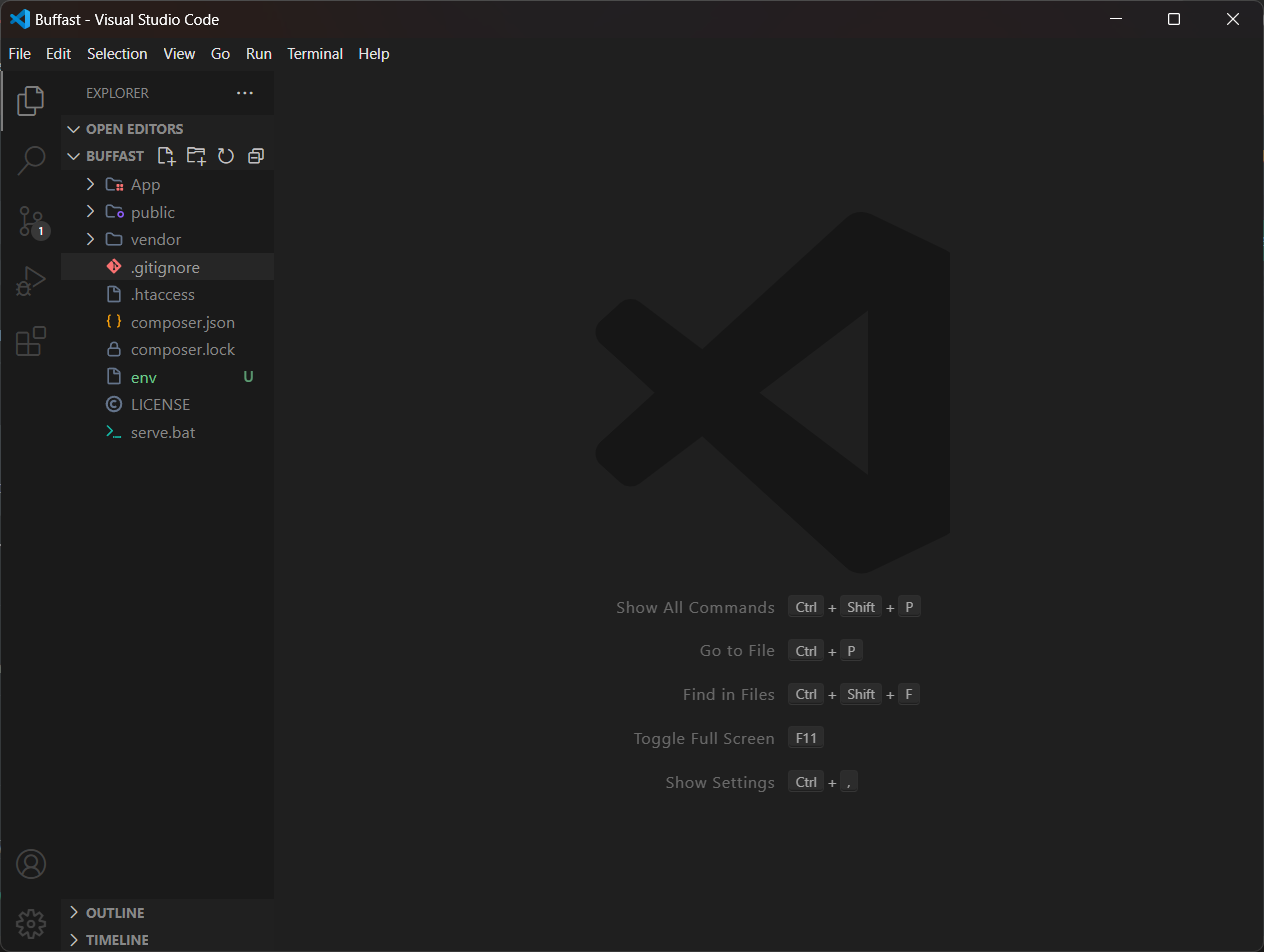 Buffast - Visual Studio Code
File Edit Selection View Go Run Terminal Help
EXPLORER
OPEN EDITORS
BUFFAST
App
public
vendor
.gitignore
.htaccess
composer.json
composer.lock
env U
LICENSE
serve.bat
1
Show All Commands Ctrl + Shift + P
Go to File Ctrl + P
Find in Files Ctrl + Shift + F
Toggle Full Screen F11
Show Settings Ctrl + ,
OUTLINE
TIMELINE